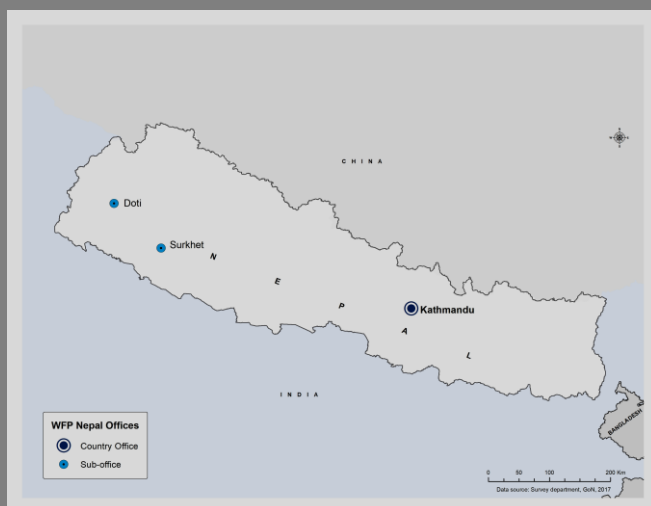 CHINA
Doti
Surkhet
NEPAL
Kathmandu
INDIA
BANGLADESH
WFP Nepal Offices
Country Office
Sub-office
0 50 100 200 Km
Data source: Survey department, GoN, 2017